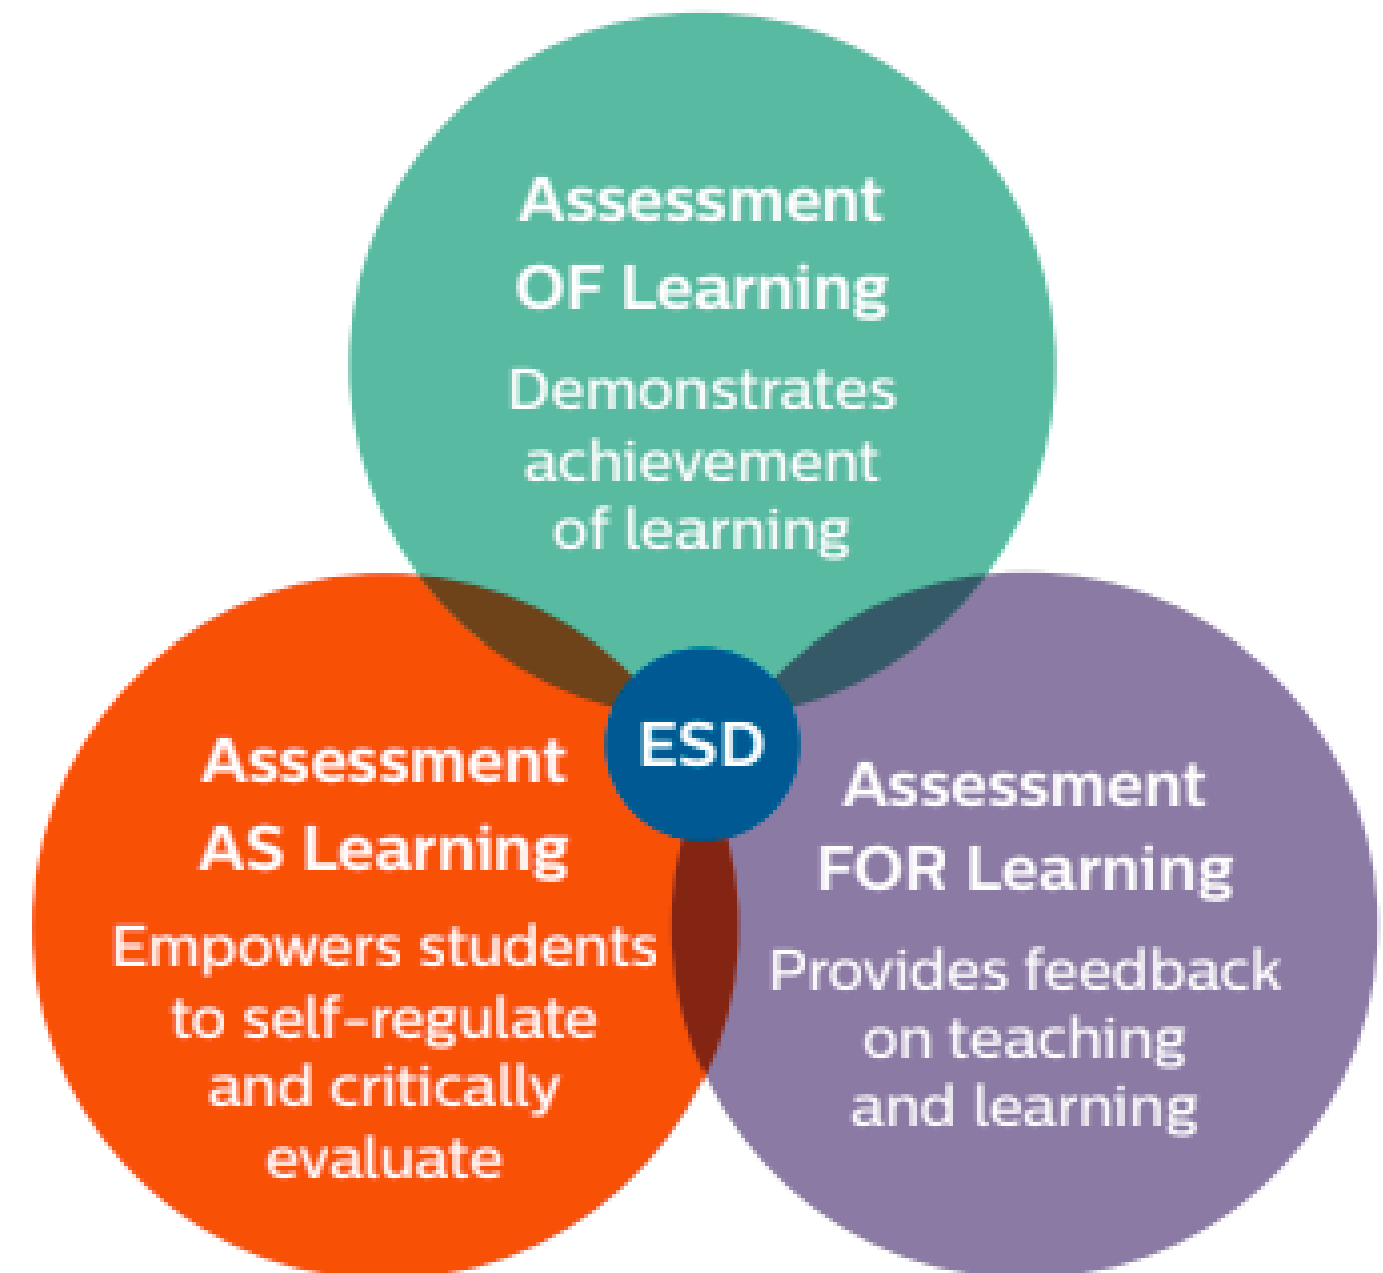 Assessment
OF Learning
Demonstrates
achievement
of learning
ESD
Assessment
AS Learning
Empowers students
to self-regulate
and critically
evaluate
Assessment
FOR Learning
Provides feedback
on teaching
and learning